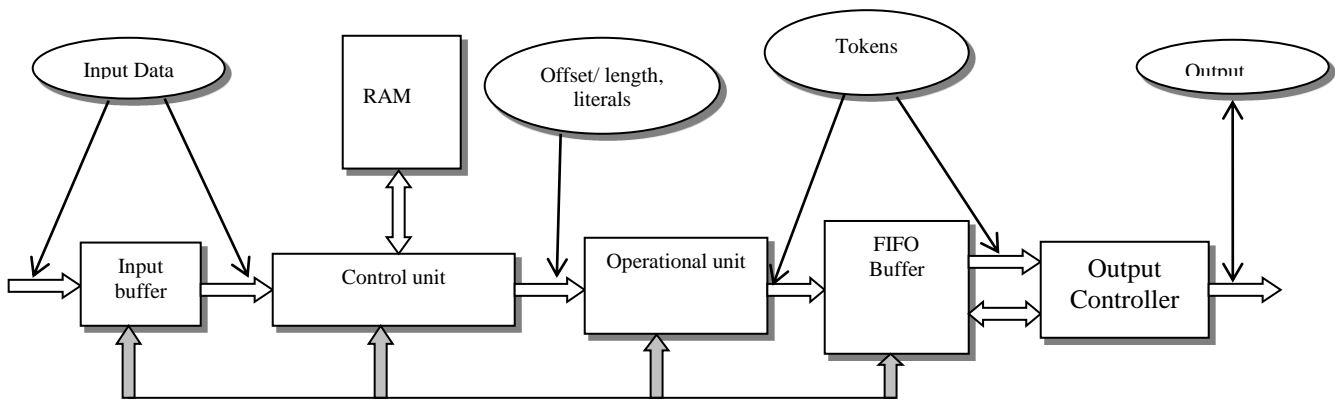 Input Data
RAM
Offset/ length,
literals
Tokens
Output
Input
buffer
Control unit
Operational unit
FIFO
Buffer
Output
Controller